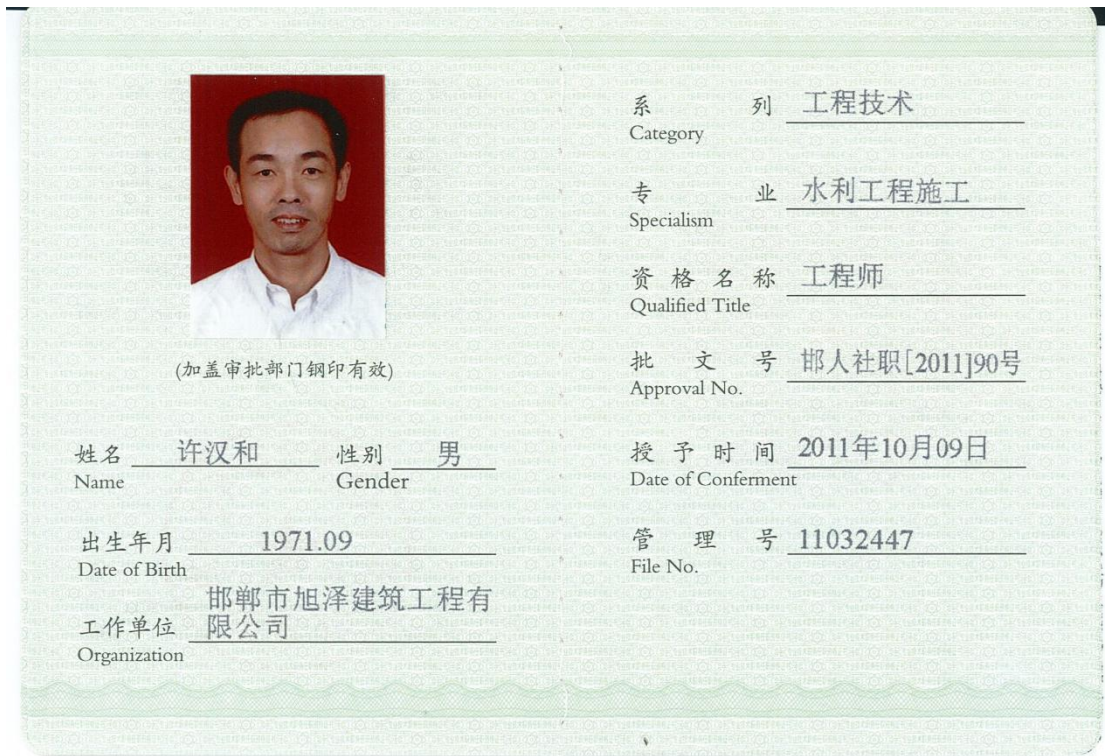 (加盖审批部门钢印有效)
姓名 许汉和 性别 男
Name Gender
出生年月 1971.09
Date of Birth
邯郸市旭泽建筑工程有
工作单位 限公司
Organization
系列 工程技术
Category
专业 水利工程施工
Specialism
资格名称 工程师
Qualified Title
批文号 邯人社职[2011]90号
Approval No.
授予时间 2011年10月09日
Date of Conferment
管理号 11032447
File No.